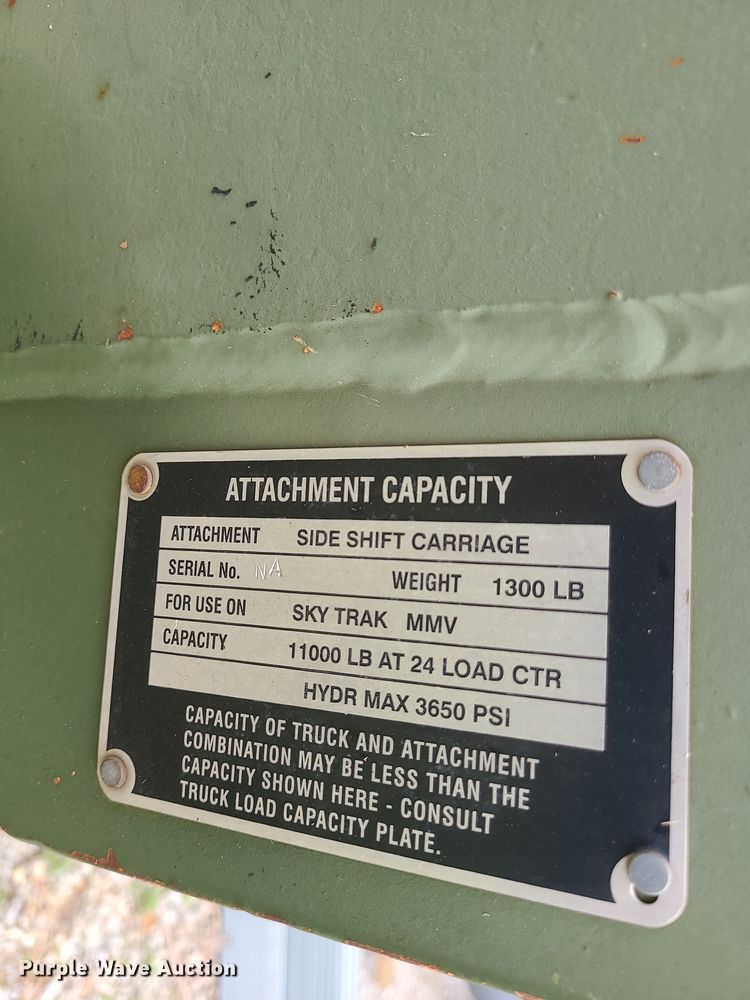 ATTACHMENT CAPACITY
ATTACHMENT SIDE SHIFT CARRIAGE
SERIAL No. NA WEIGHT 1300 LB
FOR USE ON SKY TRAK MMV
CAPACITY 11000 LB AT 24 LOAD CTR
HYDR MAX 3650 PSI
CAPACITY OF TRUCK AND ATTACHMENT
COMBINATION MAY BE LESS THAN THE
CAPACITY SHOWN HERE - CONSULT
TRUCK LOAD CAPACITY PLATE.
Purple Wave Auction